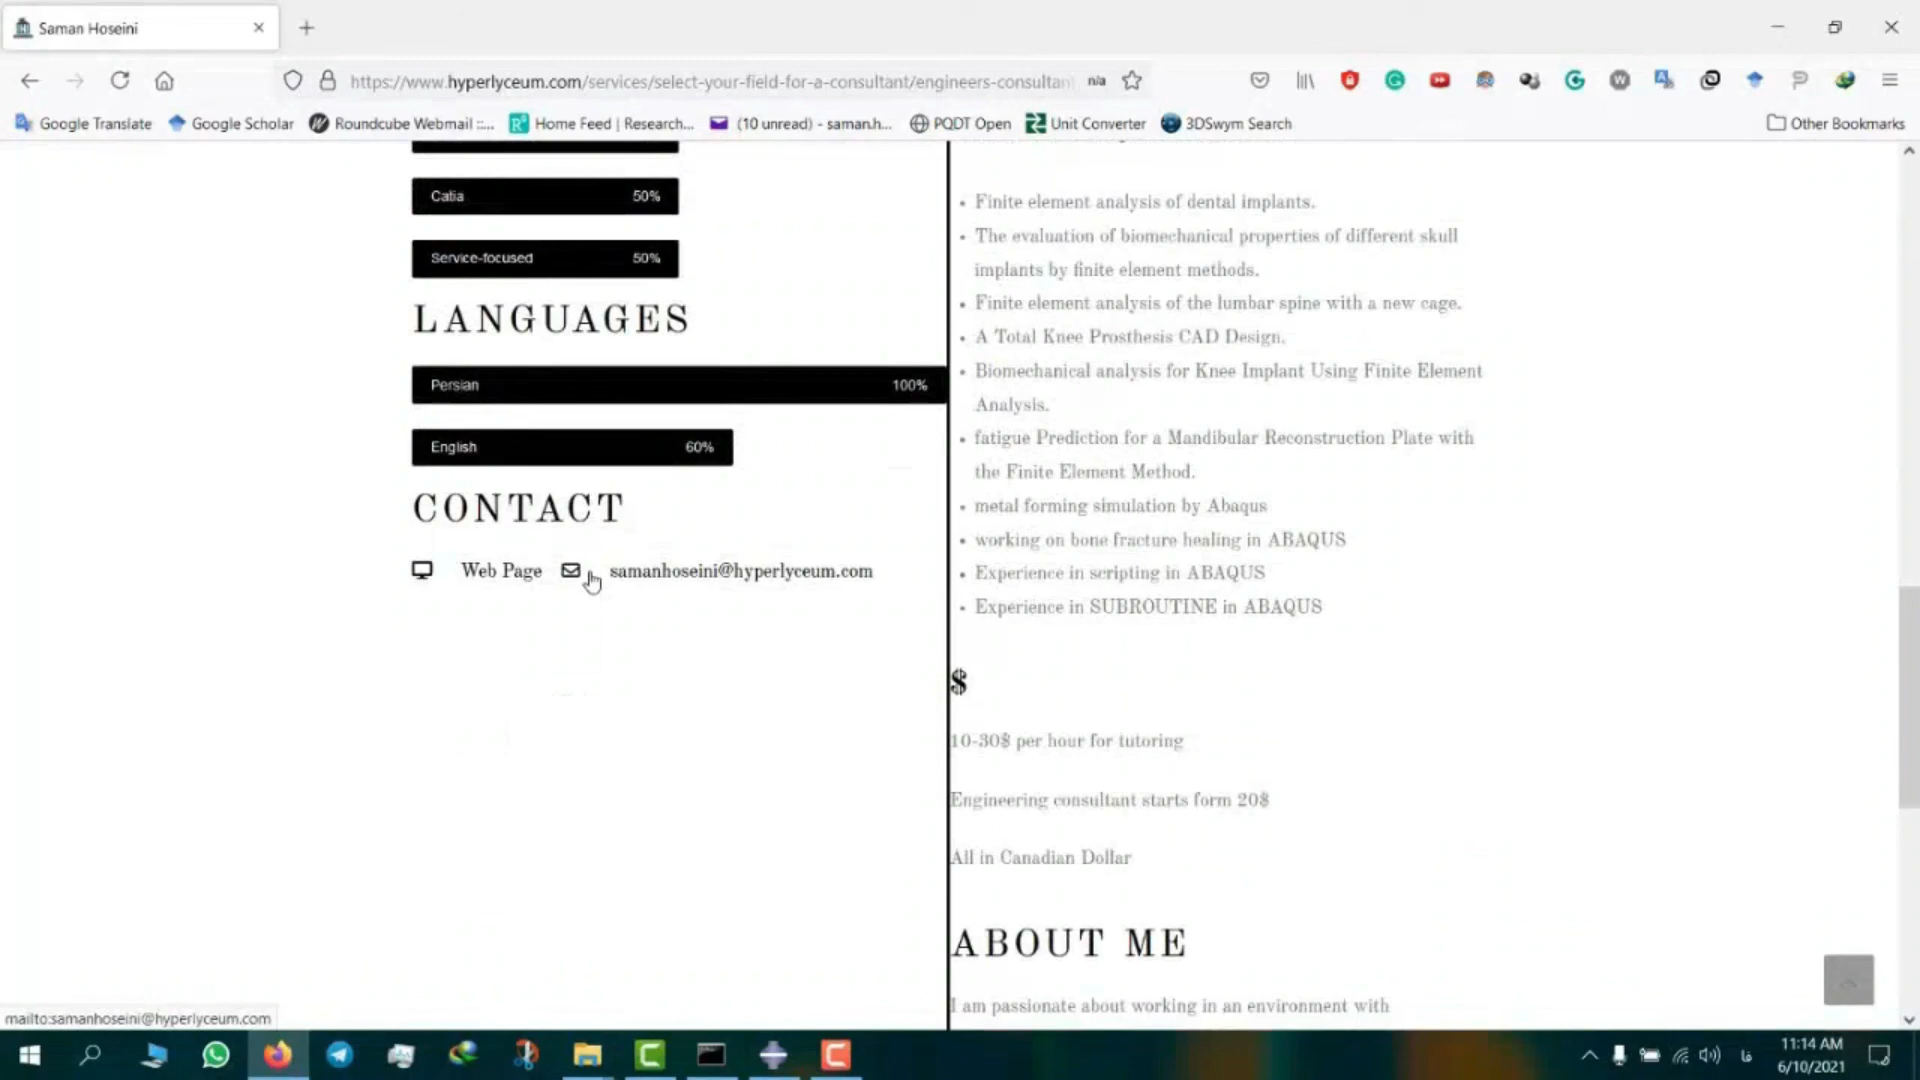 Saman Hoseini
https://www.hyperlyceum.com/services/select-your-field-for-a-consultant/engineers-consultan
n/a
Google Translate
Google Scholar
Roundcube Webmail ::...
Home Feed | Research...
(10 unread) - saman.h...
PQDT Open
Unit Converter
3DSwym Search
Other Bookmarks
Catia 50%
Service-focused 50%
LANGUAGES
Persian 100%
English 60%
CONTACT
Web Page samanhoseini@hyperlyceum.com
• Finite element analysis of dental implants.
• The evaluation of biomechanical properties of different skull
implants by finite element methods.
• Finite element analysis of the lumbar spine with a new cage.
• A Total Knee Prosthesis CAD Design.
• Biomechanical analysis for Knee Implant Using Finite Element
Analysis.
• fatigue Prediction for a Mandibular Reconstruction Plate with
the Finite Element Method.
• metal forming simulation by Abaqus
• working on bone fracture healing in ABAQUS
• Experience in scripting in ABAQUS
• Experience in SUBROUTINE in ABAQUS
$
10-30$ per hour for tutoring
Engineering consultant starts form 20$
All in Canadian Dollar
ABOUT ME
I am passionate about working in an environment with
mailto:samanhoseini@hyperlyceum.com
فا
11:14 AM
6/10/2021